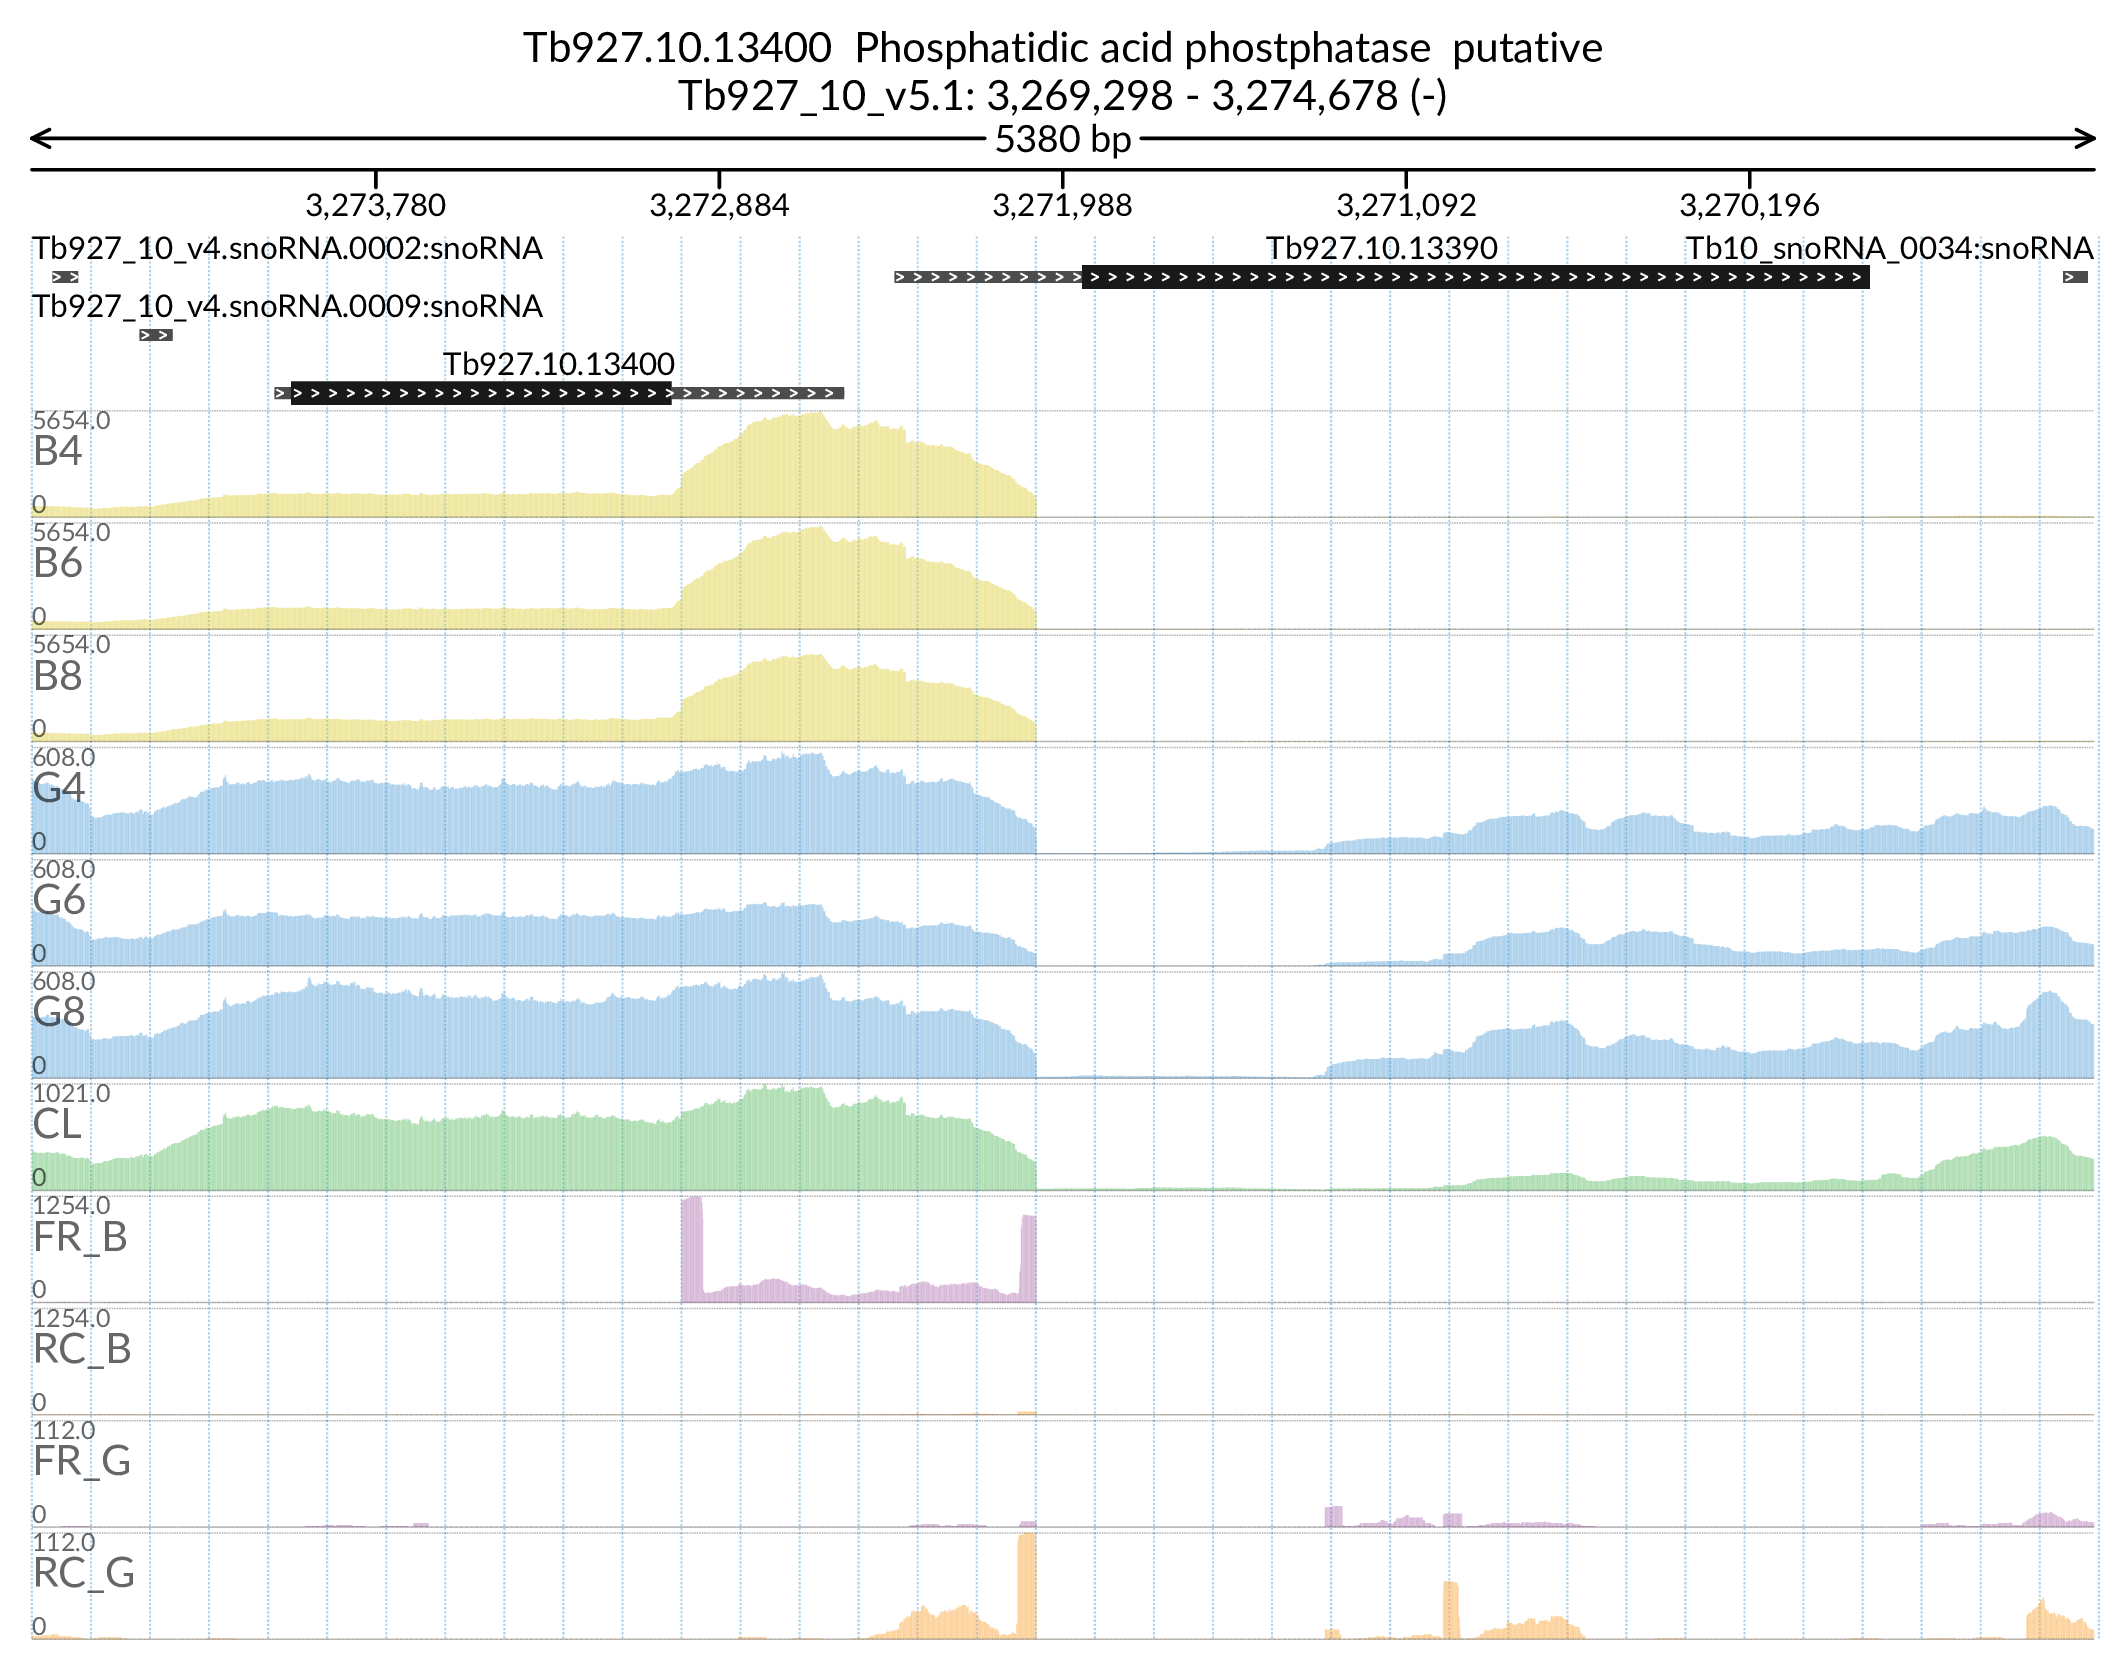 Tb927.10.13400  Phosphatidic acid phostphatase  putative
Tb927_10_v5.1: 3,269,298 - 3,274,678 (-)
5380 bp
3,273,780 3,272,884 3,271,988 3,271,092 3,270,196
Tb927_10_v4.snoRNA.0002:snoRNA Tb927.10.13390 Tb10_snoRNA_0034:snoRNA
Tb927_10_v4.snoRNA.0009:snoRNA
Tb927.10.13400
5654.0
B4
0
5654.0
B6
0
5654.0
B8
0
608.0
G4
0
608.0
G6
0
608.0
G8
0
1021.0
CL
0
1254.0
FR_B
0
1254.0
RC_B
0
112.0
FR_G
0
112.0
RC_G
0